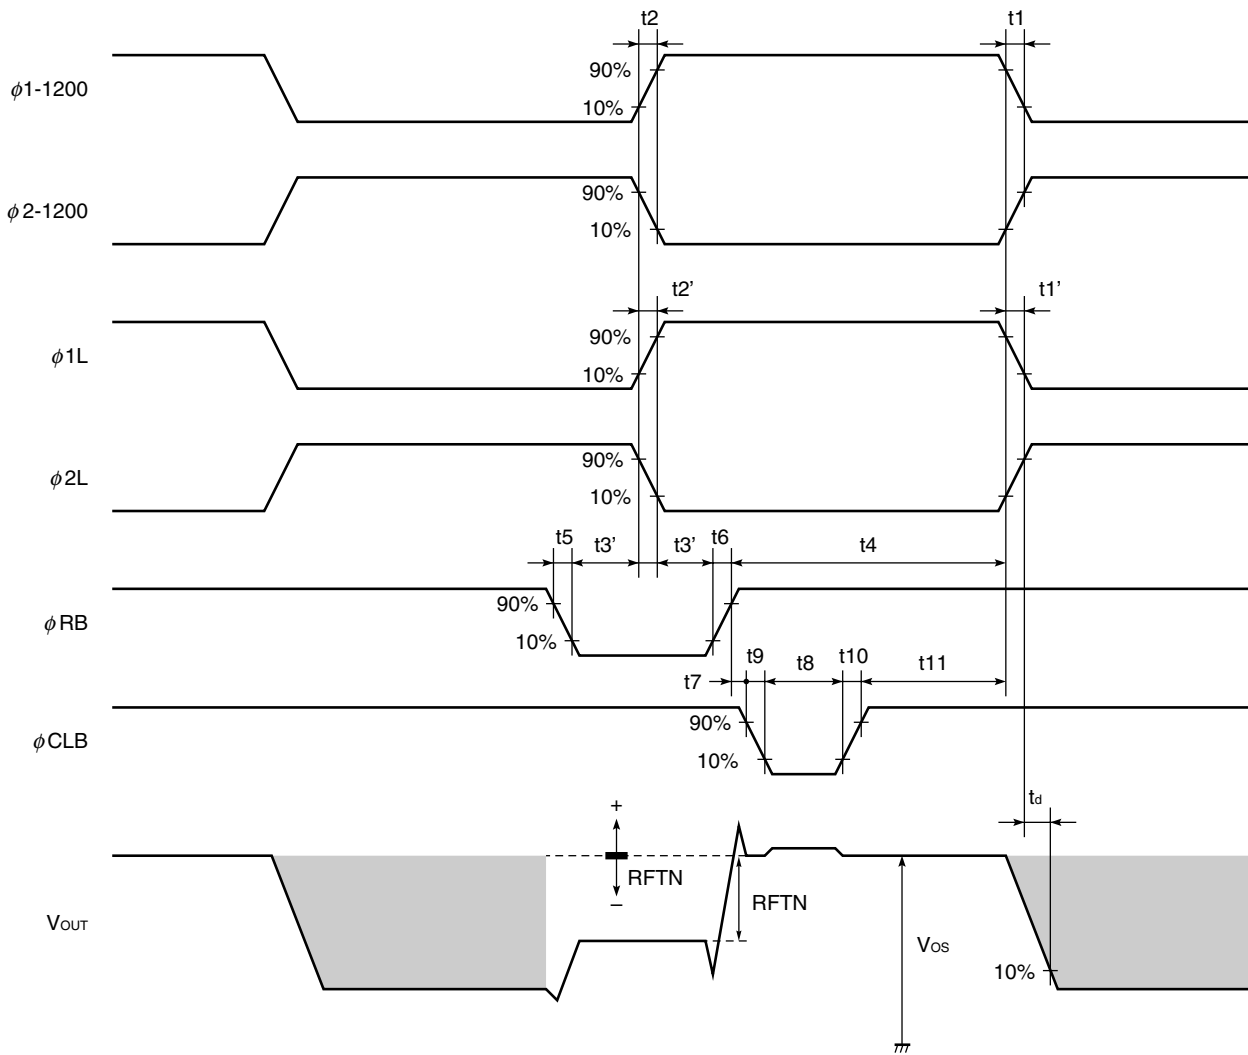 t2 t1
90%
ϕ1-1200
10%
90%
ϕ2-1200
10%
t2’ t1’
90%
ϕ1L
10%
90%
ϕ2L
10%
t5 t3’ t3’ t6 t4
90%
ϕRB
10%
t9 t8 t10 t11
t7
90%
ϕCLB
10%
td
+
RFTN
−
RFTN
VOUT
VOS
10%